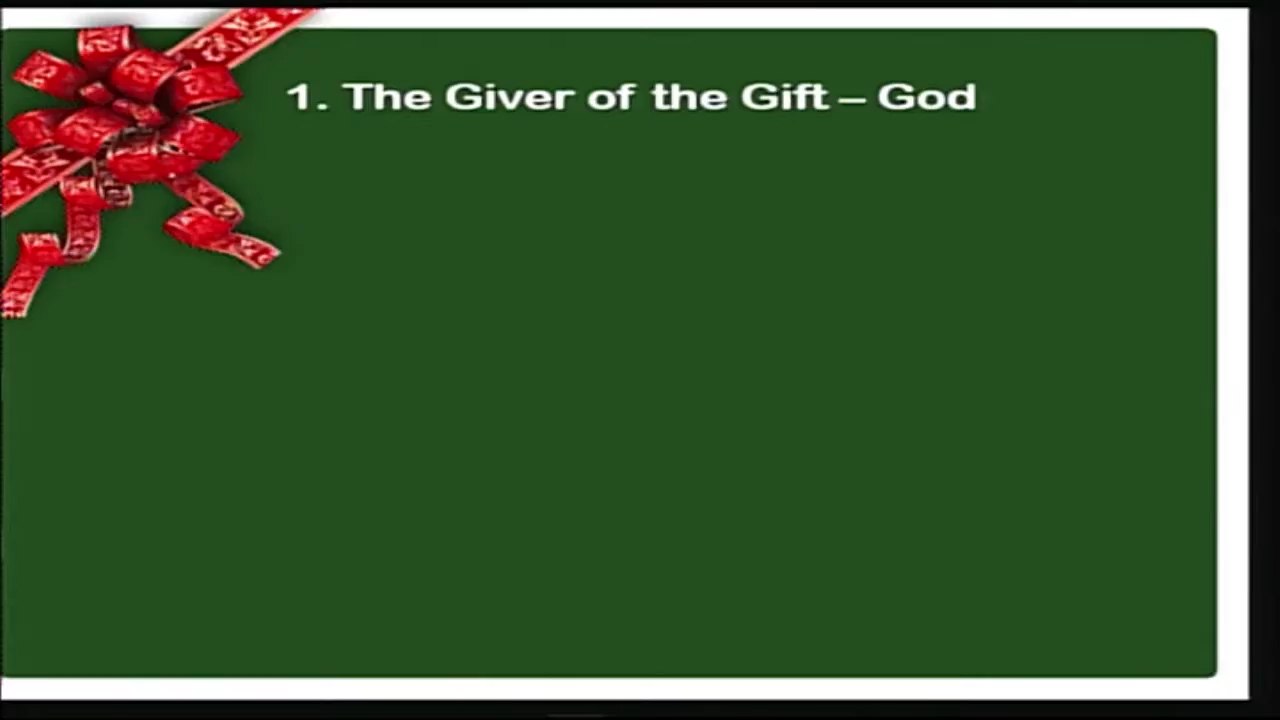 1. The Giver of the Gift – God